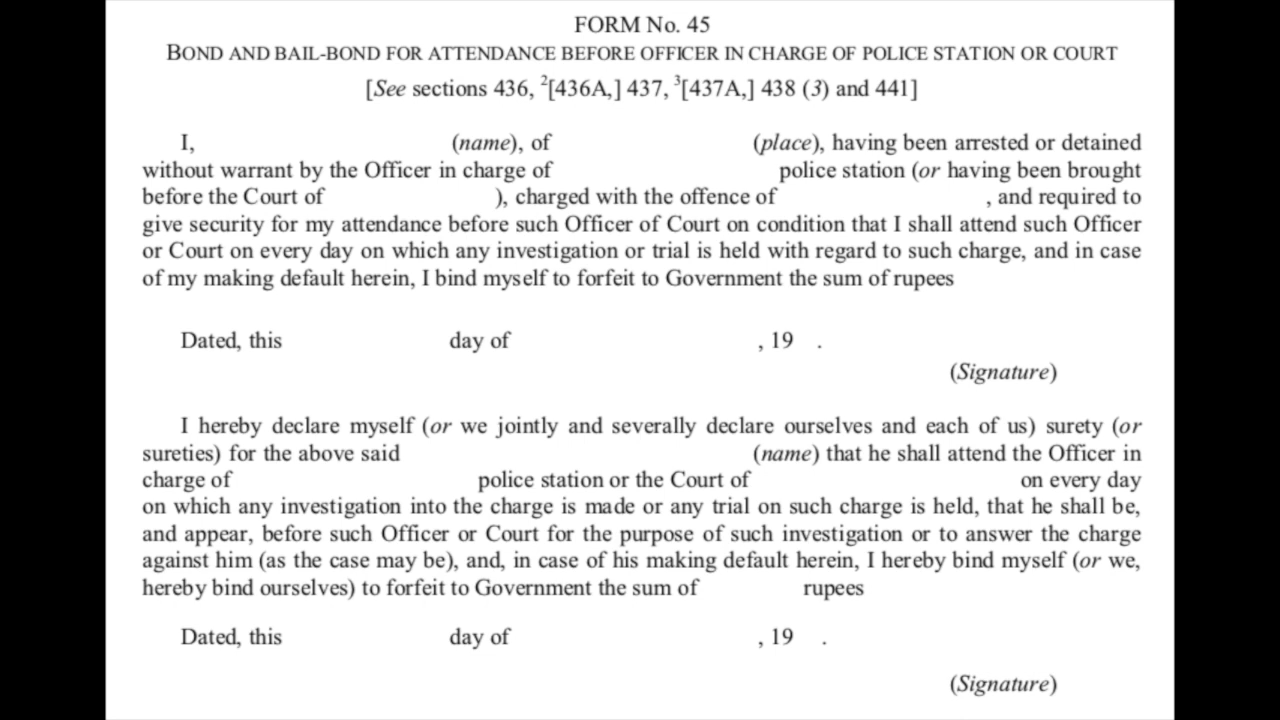 FORM No. 45
BOND AND BAIL-BOND FOR ATTENDANCE BEFORE OFFICER IN CHARGE OF POLICE STATION OR COURT
[See sections 436, 2[436A,] 437, 3[437A,] 438 (3) and 441]
I, (name), of (place), having been arrested or detained
without warrant by the Officer in charge of police station (or having been brought
before the Court of ), charged with the offence of , and required to
give security for my attendance before such Officer of Court on condition that I shall attend such Officer
or Court on every day on which any investigation or trial is held with regard to such charge, and in case
of my making default herein, I bind myself to forfeit to Government the sum of rupees
Dated, this day of , 19 .
(Signature)
I hereby declare myself (or we jointly and severally declare ourselves and each of us) surety (or
sureties) for the above said (name) that he shall attend the Officer in
charge of police station or the Court of on every day
on which any investigation into the charge is made or any trial on such charge is held, that he shall be,
and appear, before such Officer or Court for the purpose of such investigation or to answer the charge
against him (as the case may be), and, in case of his making default herein, I hereby bind myself (or we,
hereby bind ourselves) to forfeit to Government the sum of rupees
Dated, this day of , 19 .
(Signature)